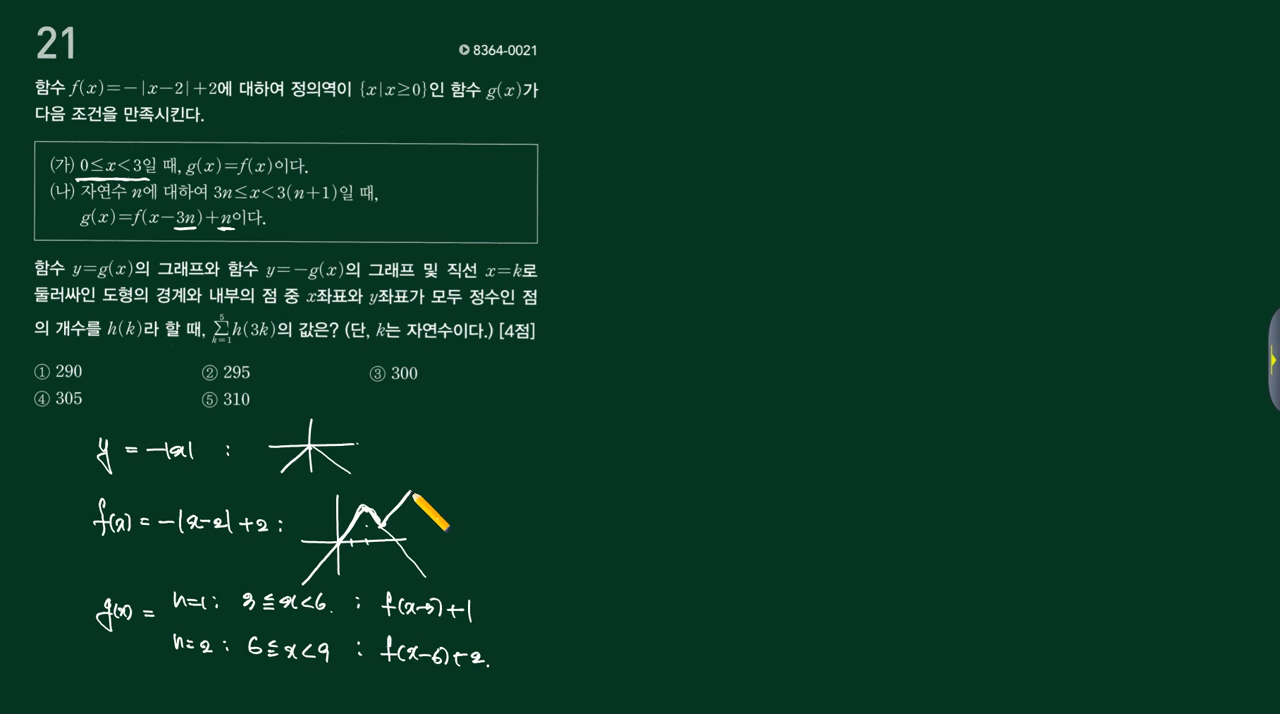 21
8364-0021
함수 f(x)=-|x-2|+2에 대하여 정의역이 {x|x≥0}인 함수 g(x)가
다음 조건을 만족시킨다.
(가) 0≤x<3일 때, g(x)=f(x)이다.
(나) 자연수 n에 대하여 3n≤x<3(n+1)일 때,
g(x)=f(x-3n)+n이다.
함수 y=g(x)의 그래프와 함수 y=-g(x)의 그래프 및 직선 x=k로
둘러싸인 도형의 경계와 내부의 점 중 x좌표와 y좌표가 모두 정수인 점
의 개수를 h(k)라 할 때, ∑_{k=1}^{5} h(3k)의 값은? (단, k는 자연수이다.) [4점]
① 290 ② 295 ③ 300
④ 305 ⑤ 310
y = -|x| :
f(x) = -|x-2| + 2 :
g(x) = n=1 : 3 ≦ x < 6 : f(x-3)+1
n=2 : 6 ≦ x < 9 : f(x-6)+2.